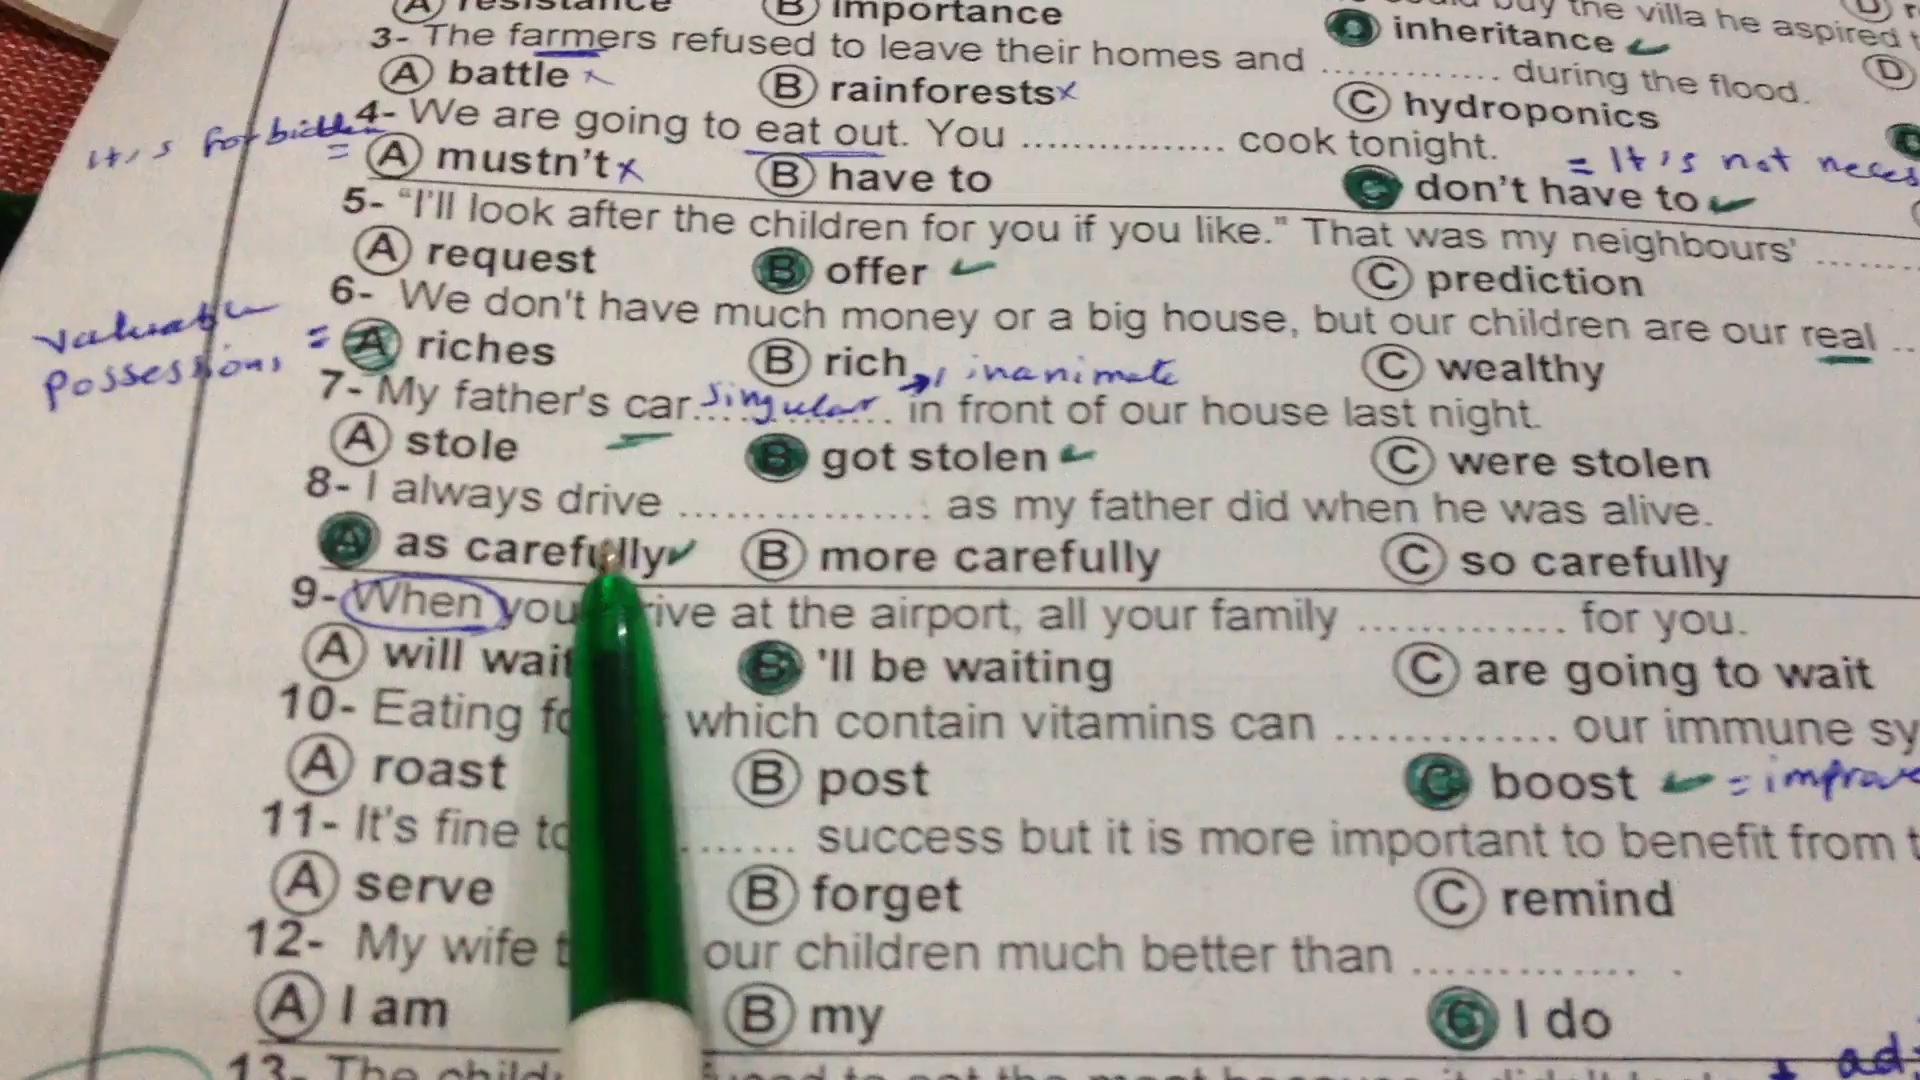 A resistance B importance
buy the villa he aspired
C inheritance
3- The farmers refused to leave their homes and ............. during the flood.
A battle x B rainforests x C hydroponics D
4- We are going to eat out. You ................ cook tonight.
It's forbidden = A mustn't x B have to C don't have to = It's not
5- "I'll look after the children for you if you like." That was my neighbours' .......
A request B offer C prediction
6- We don't have much money or a big house, but our children are our real ..
valuable possessions = A riches B rich C wealthy
7- My father's car singular in front of our house last night.
inanimate
A stole B got stolen C were stolen
8- I always drive ................. as my father did when he was alive.
A as carefully B more carefully C so carefully
9- When you rive at the airport, all your family .............. for you.
A will wait B 'll be waiting C are going to wait
10- Eating which contain vitamins can .............. our immune
A roast B post C boost = improve
11- It's fine to ....... success but it is more important to benefit from
A serve B forget C remind
12- My wife our children much better than .............. .
A I am B my C I do
13- The